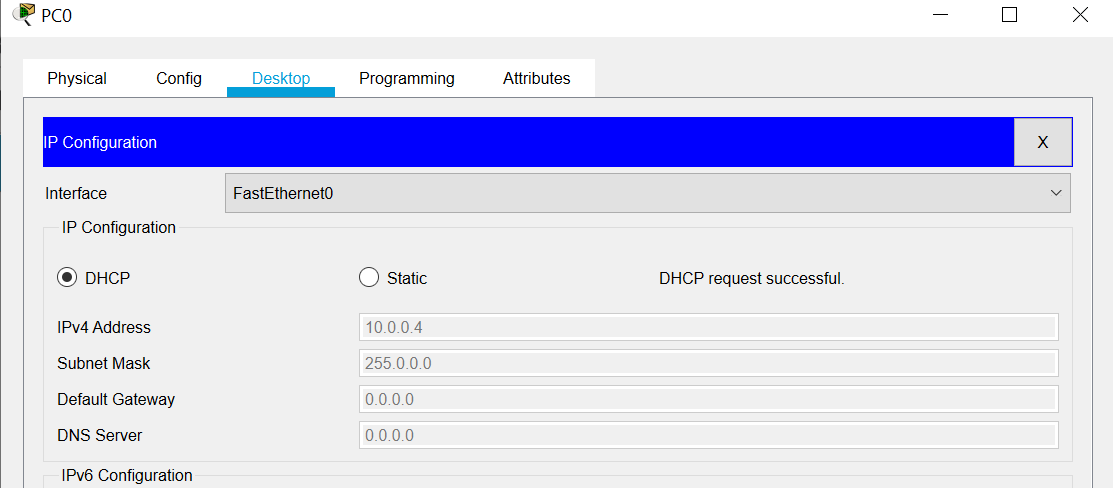 PC0
Physical Config Desktop Programming Attributes
IP Configuration X
Interface FastEthernet0
IP Configuration
DHCP Static DHCP request successful.
IPv4 Address 10.0.0.4
Subnet Mask 255.0.0.0
Default Gateway 0.0.0.0
DNS Server 0.0.0.0
IPv6 Configuration